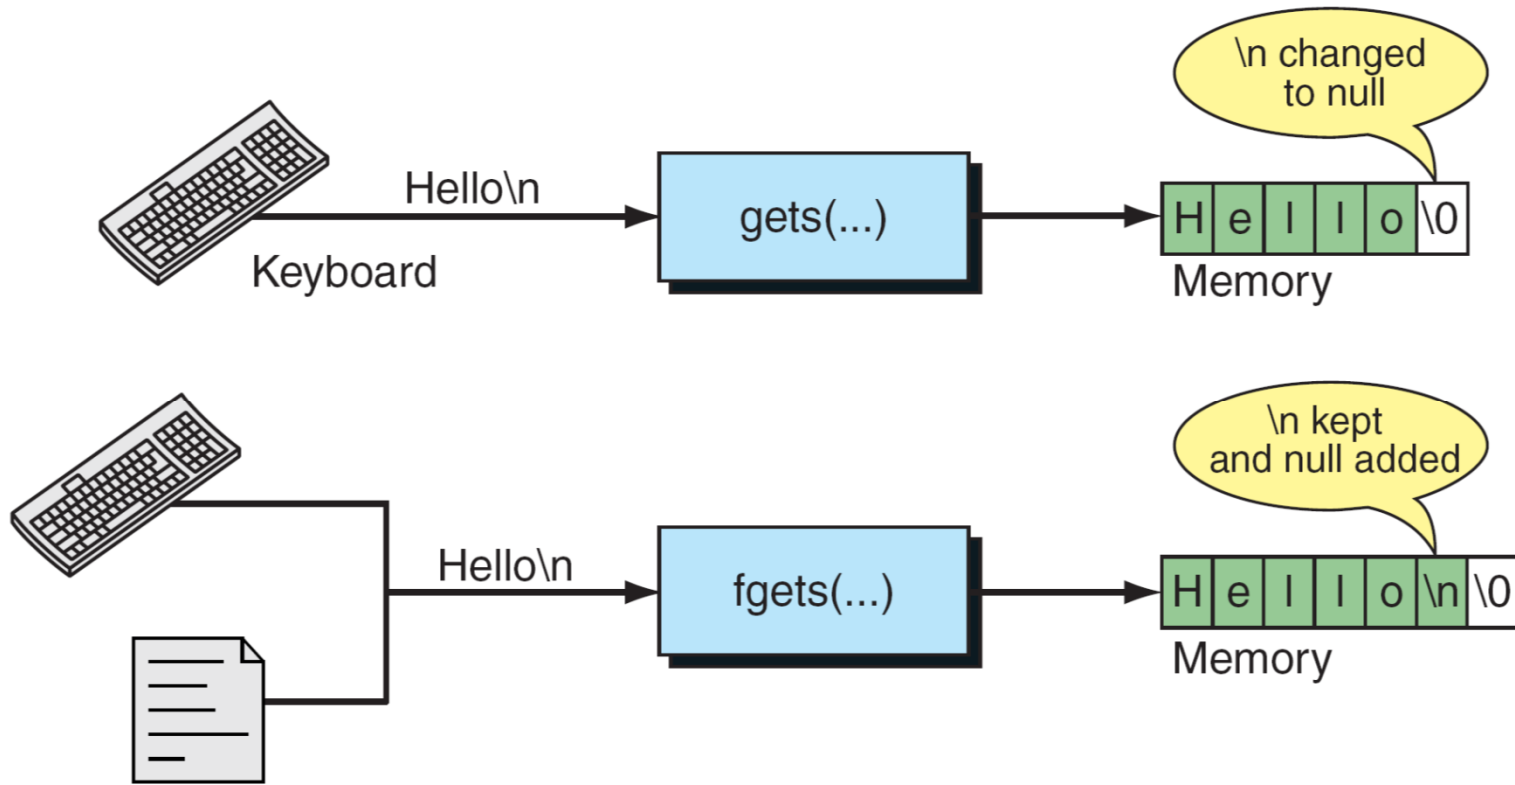 \n changed
to null
Hello\n
gets(...)
H e l l o \0
Keyboard
Memory
\n kept
and null added
Hello\n
fgets(...)
H e l l o \n \0
Memory